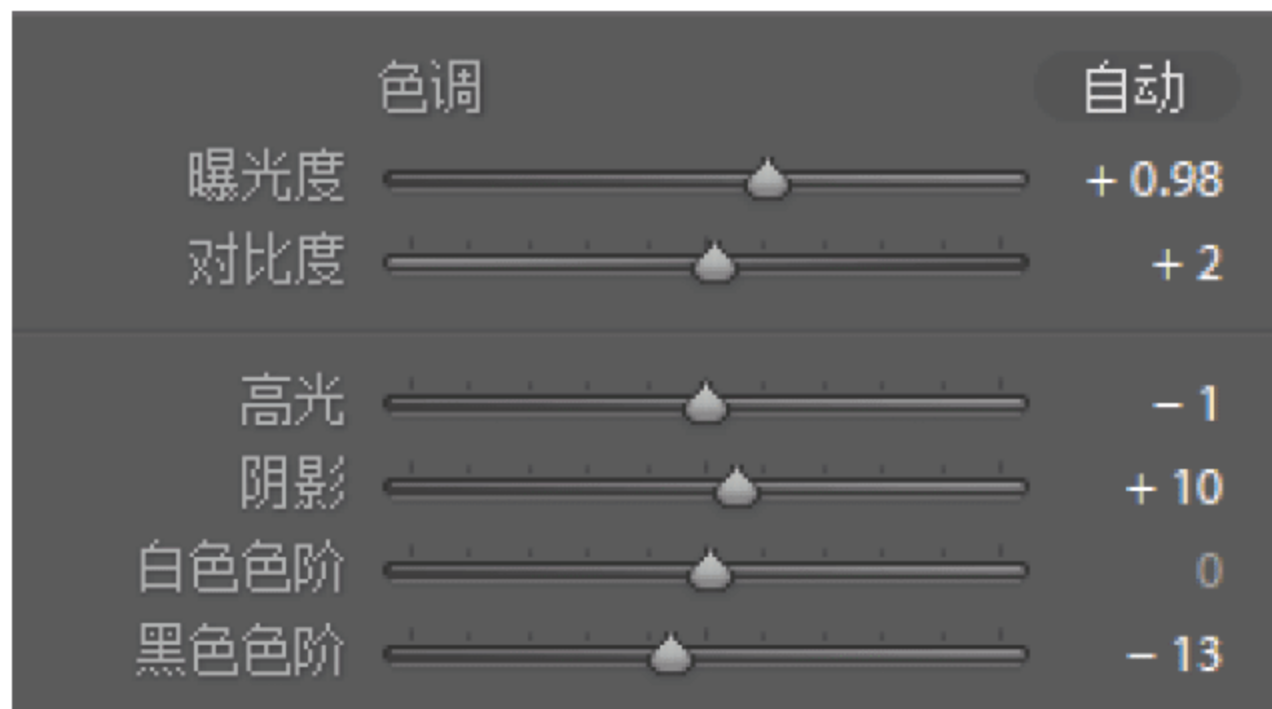 色调 自动
曝光度 + 0.98
对比度 + 2
高光 - 1
阴影 + 10
白色色阶 0
黑色色阶 - 13